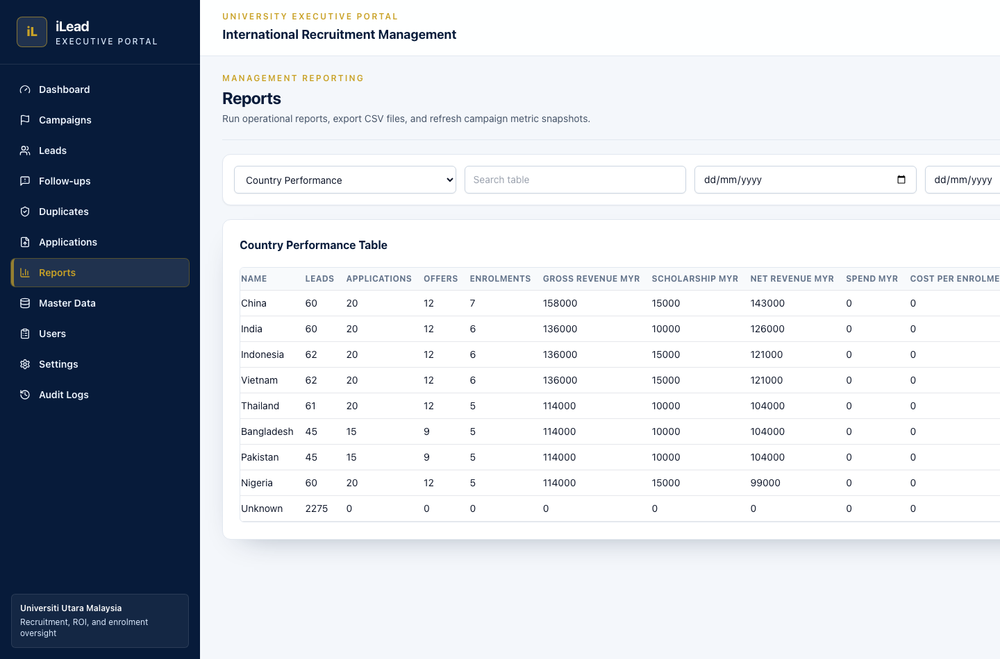 iL
iLead
EXECUTIVE PORTAL
Dashboard
Campaigns
Leads
Follow-ups
Duplicates
Applications
Reports
Master Data
Users
Settings
Audit Logs
Universiti Utara Malaysia
Recruitment, ROI, and enrolment
oversight
UNIVERSITY EXECUTIVE PORTAL
International Recruitment Management
MANAGEMENT REPORTING
Reports
Run operational reports, export CSV files, and refresh campaign metric snapshots.
Country Performance Search table dd/mm/yyyy dd/mm/yyyy
Country Performance Table
NAME LEADS APPLICATIONS OFFERS ENROLMENTS GROSS REVENUE MYR SCHOLARSHIP MYR NET REVENUE MYR SPEND MYR COST PER ENROLME
China 60 20 12 7 158000 15000 143000 0 0
India 60 20 12 6 136000 10000 126000 0 0
Indonesia 62 20 12 6 136000 15000 121000 0 0
Vietnam 62 20 12 6 136000 15000 121000 0 0
Thailand 61 20 12 5 114000 10000 104000 0 0
Bangladesh 45 15 9 5 114000 10000 104000 0 0
Pakistan 45 15 9 5 114000 10000 104000 0 0
Nigeria 60 20 12 5 114000 15000 99000 0 0
Unknown 2275 0 0 0 0 0 0 0 0